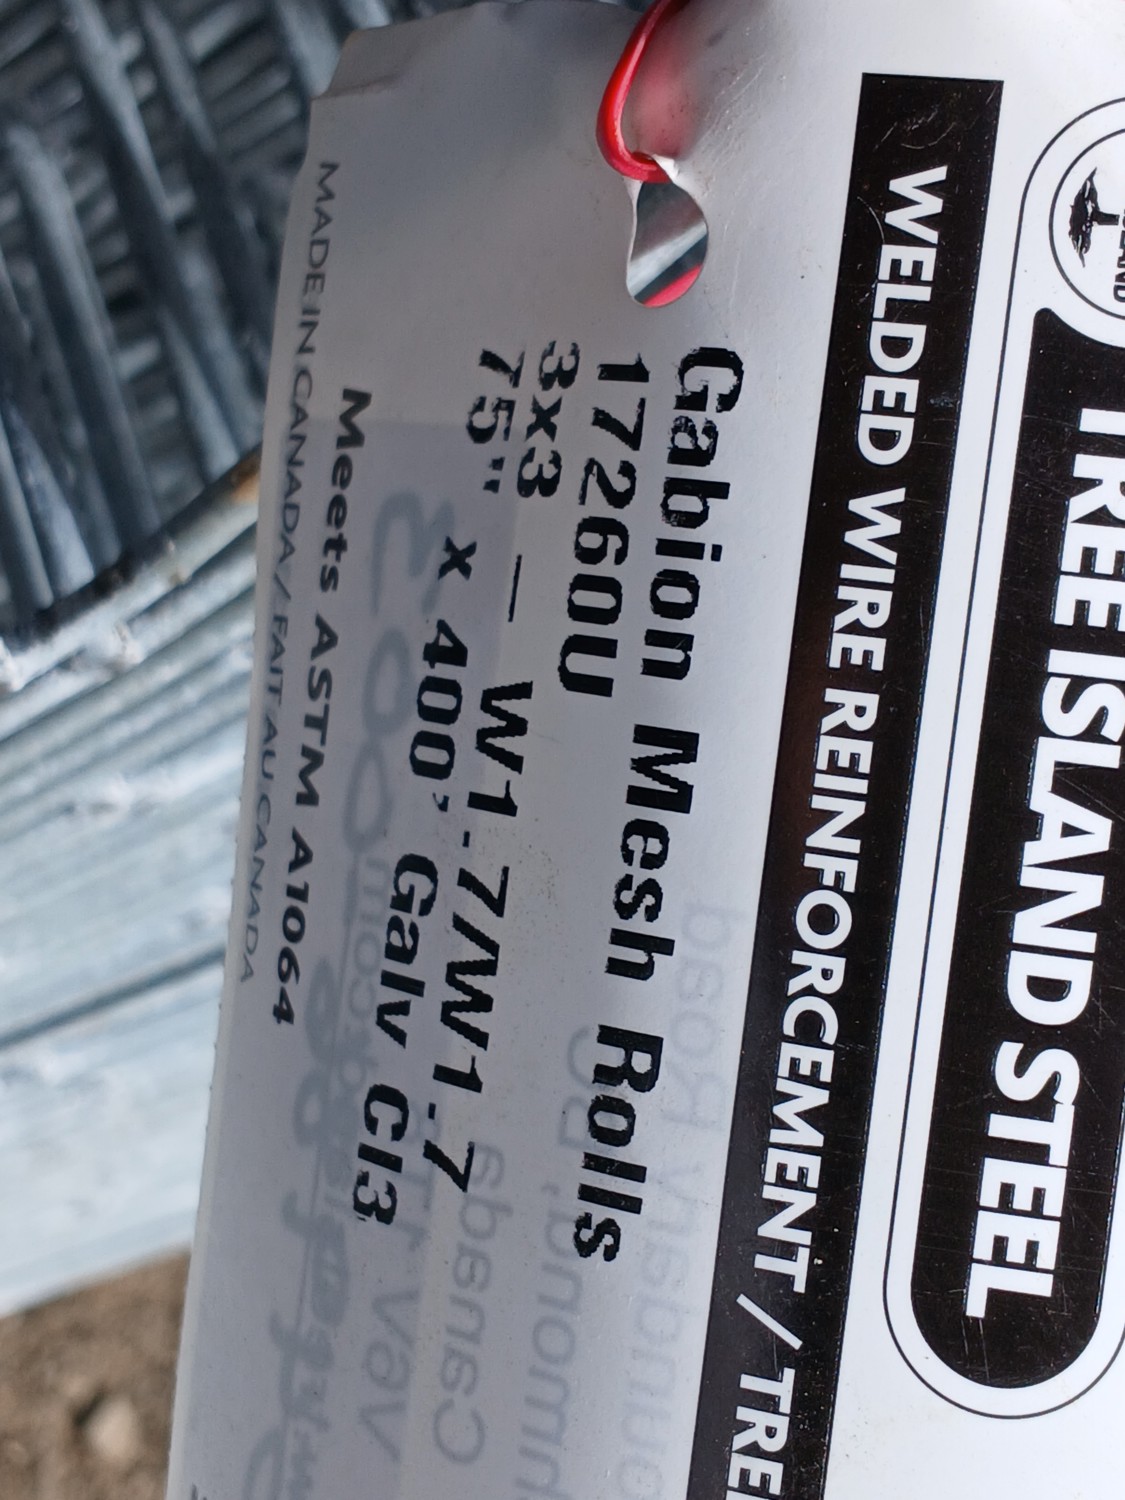 TREE ISLAND STEEL
WELDED WIRE REINFORCEMENT / TRE
Gabion Mesh Rolls
17260U
3x3 — W1.7/W1.7
75" x 400' Galv Cl3
Meets ASTM A1064
MADE IN CANADA / FAIT AU CANADA